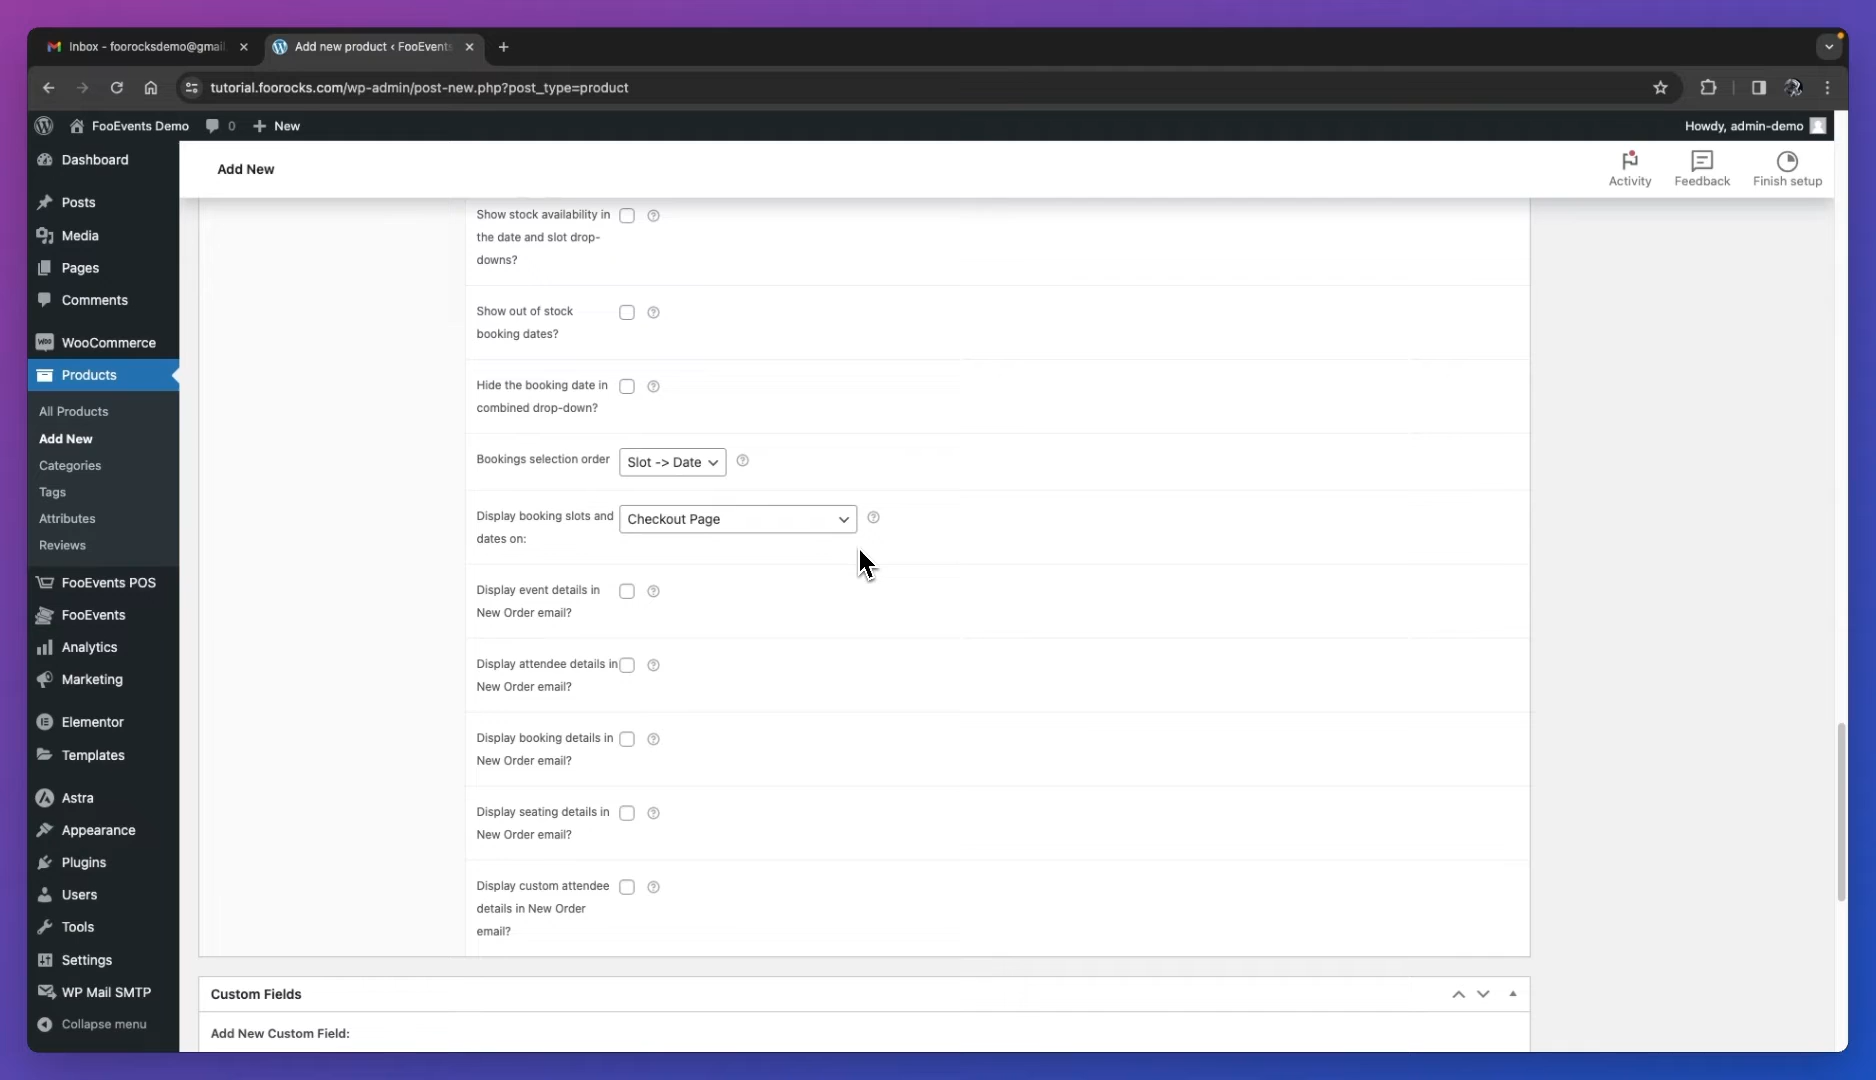 Inbox - foorocksdemo@gmail
Add new product ‹ FooEvents
tutorial.foorocks.com/wp-admin/post-new.php?post_type=product
FooEvents Demo
0
New
Howdy, admin-demo
Dashboard
Posts
Media
Pages
Comments
WooCommerce
Products
All Products
Add New
Categories
Tags
Attributes
Reviews
FooEvents POS
FooEvents
Analytics
Marketing
Elementor
Templates
Astra
Appearance
Plugins
Users
Tools
Settings
WP Mail SMTP
Collapse menu
Add New
Activity
Feedback
Finish setup
Show stock availability in
the date and slot drop-
downs?
Show out of stock
booking dates?
Hide the booking date in
combined drop-down?
Bookings selection order
Slot -> Date
Display booking slots and
dates on:
Checkout Page
Display event details in
New Order email?
Display attendee details in
New Order email?
Display booking details in
New Order email?
Display seating details in
New Order email?
Display custom attendee
details in New Order
email?
Custom Fields
Add New Custom Field: